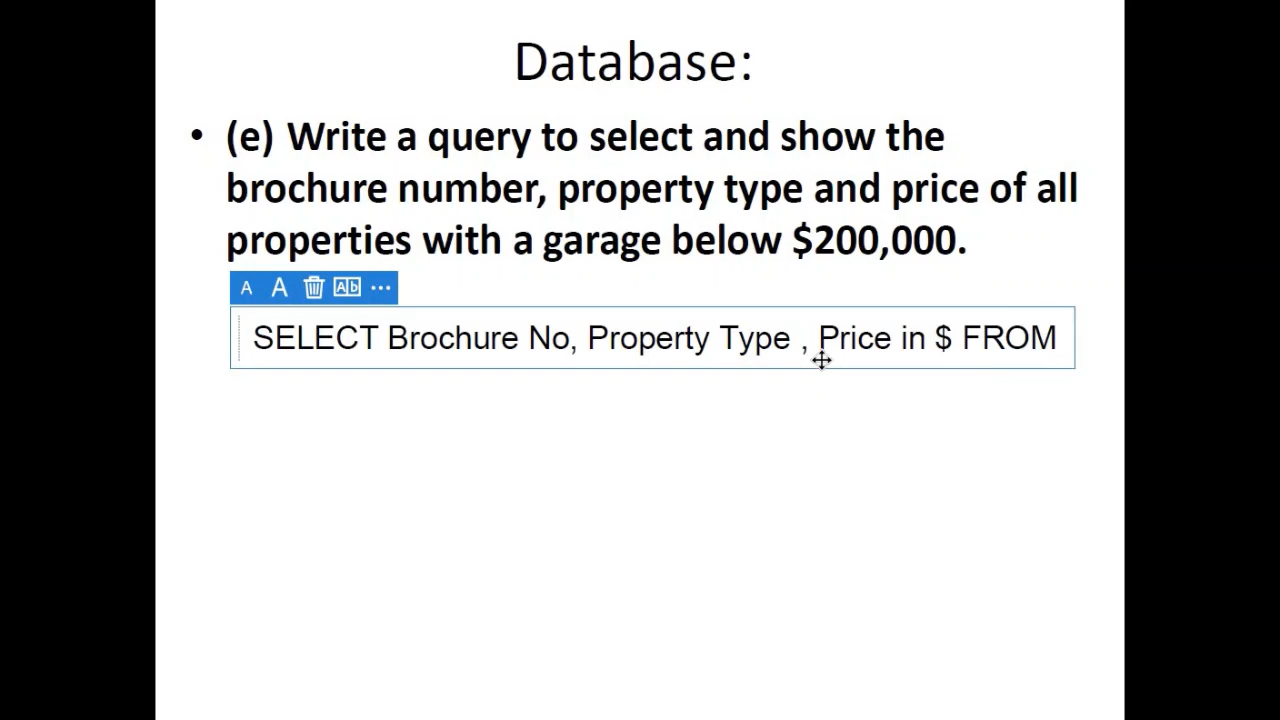 Database:
• (e) Write a query to select and show the
brochure number, property type and price of all
properties with a garage below $200,000.
A A Ab ...
SELECT Brochure No, Property Type , Price in $ FROM